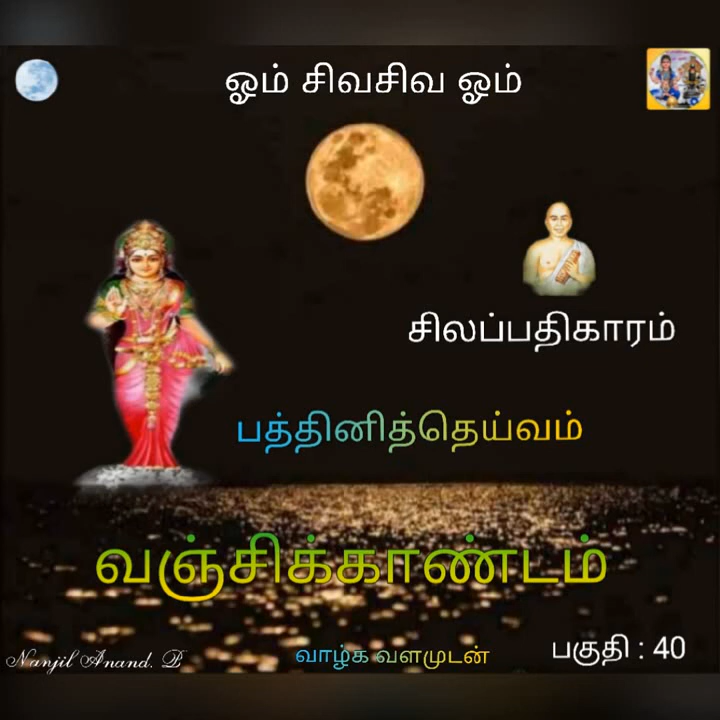 ஓம் சிவசிவ ஓம்
சிலப்பதிகாரம்
பத்தினித்தெய்வம்
வஞ்சிக்காண்டம்
Nanjil Anand. B
வாழ்க வளமுடன்
பகுதி : 40